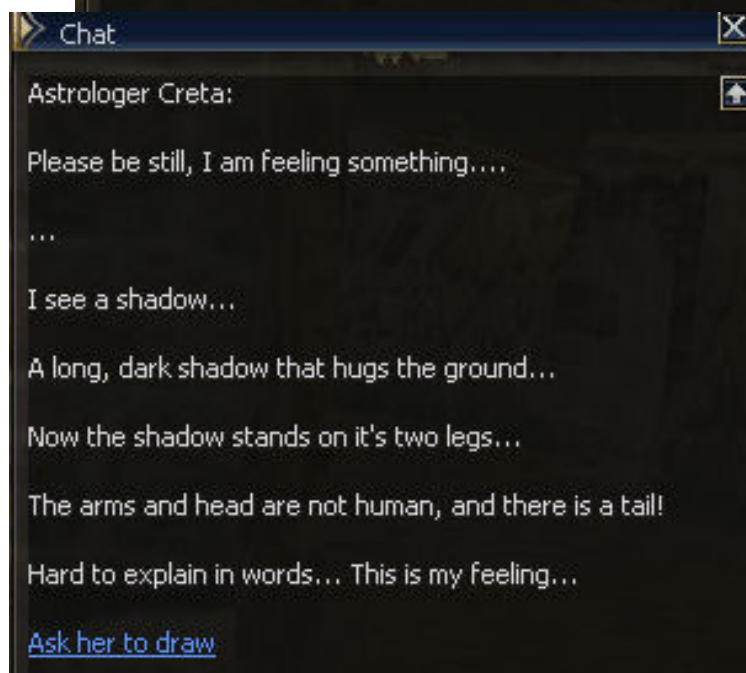 Chat
Astrologer Creta:
Please be still, I am feeling something....
...
I see a shadow...
A long, dark shadow that hugs the ground...
Now the shadow stands on it's two legs...
The arms and head are not human, and there is a tail!
Hard to explain in words... This is my feeling...
Ask her to draw